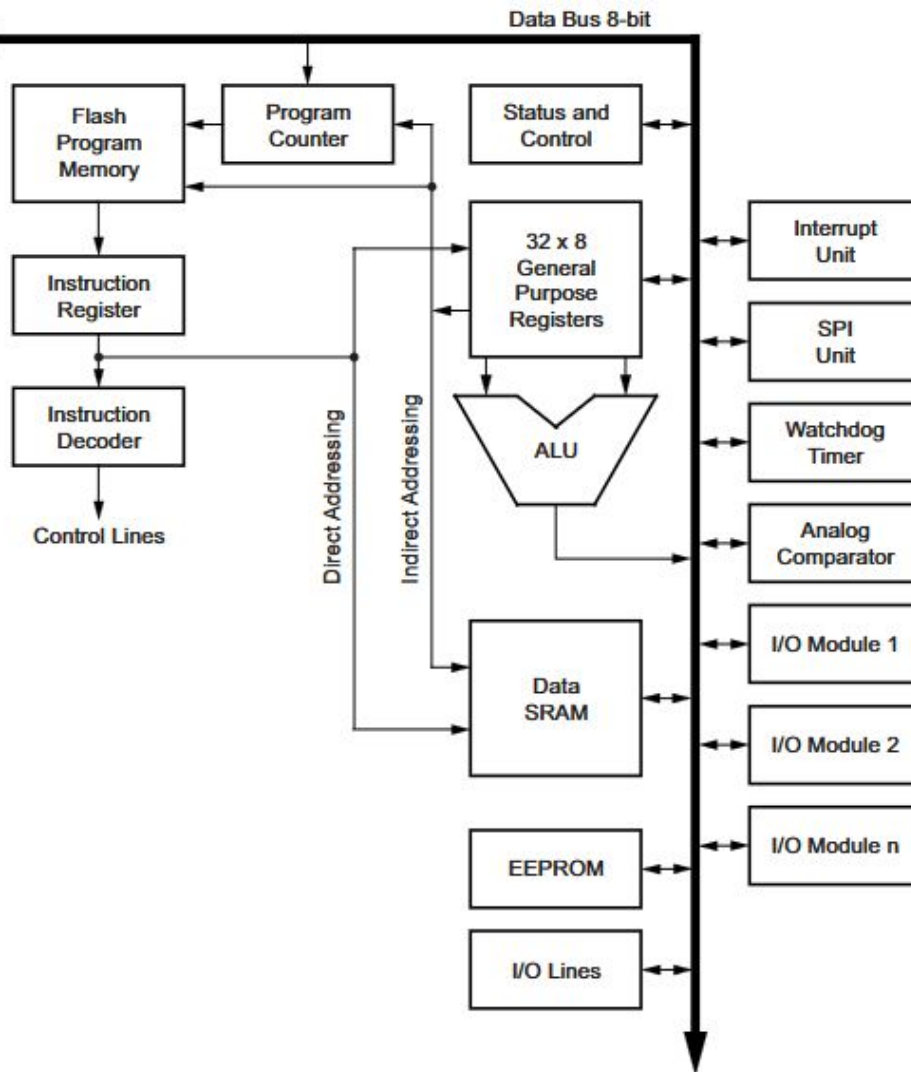 Data Bus 8-bit
Flash
Program
Memory
Program
Counter
Status and
Control
32 x 8
General
Purpose
Registers
Interrupt
Unit
Instruction
Register
SPI
Unit
Instruction
Decoder
ALU
Watchdog
Timer
Control Lines
Direct Addressing
Indirect Addressing
Analog
Comparator
I/O Module 1
Data
SRAM
I/O Module 2
I/O Module n
EEPROM
I/O Lines